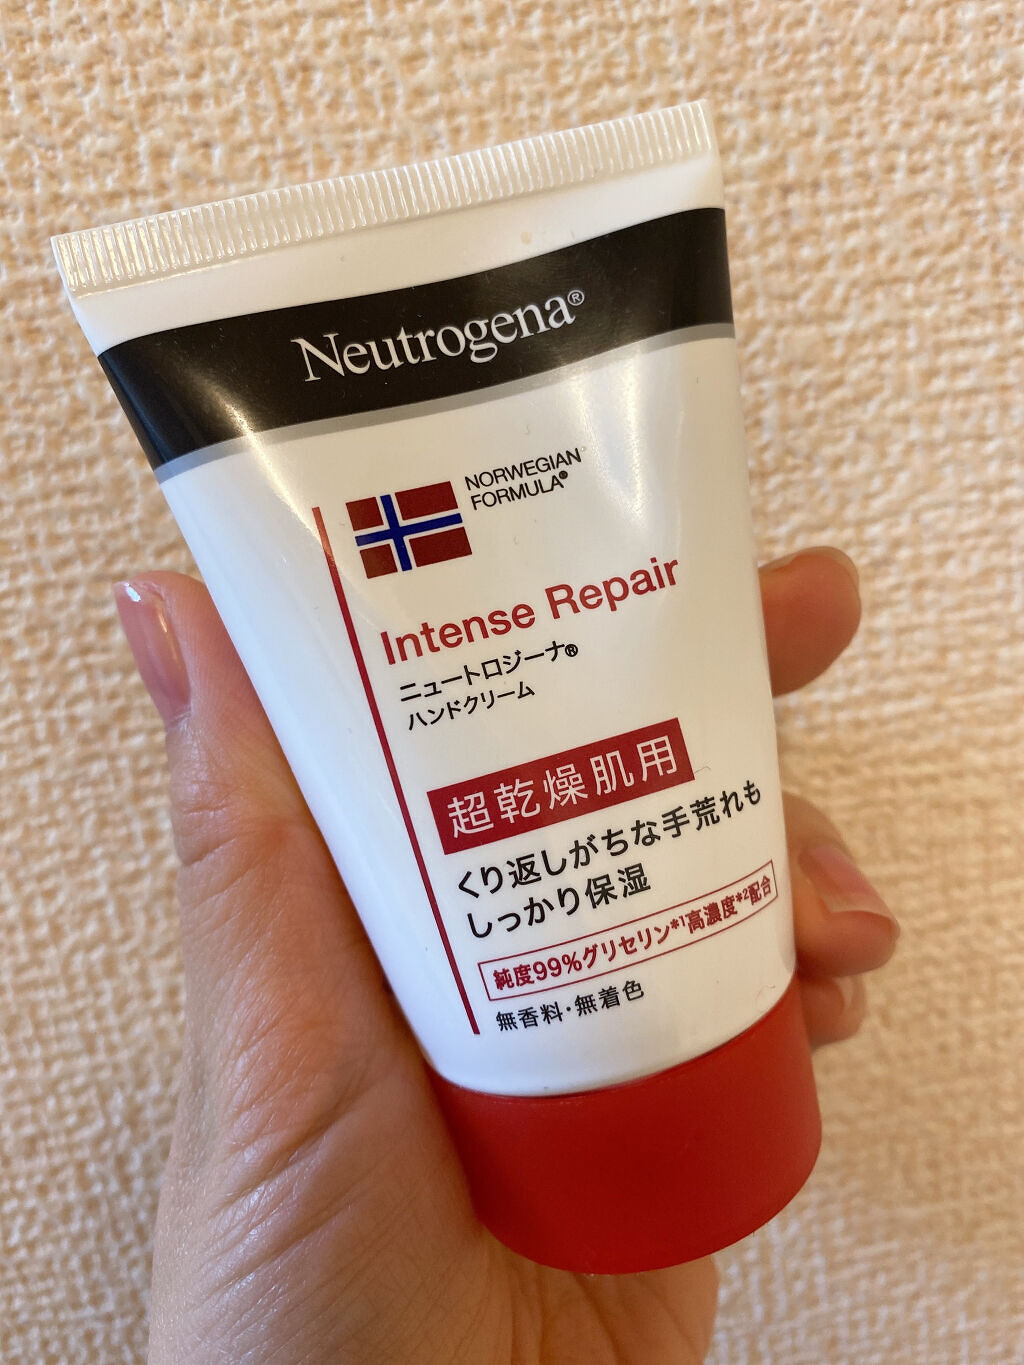 Neutrogena®
NORWEGIAN
FORMULA®
Intense Repair
ニュートロジーナ®
ハンドクリーム
超乾燥肌用
くり返しがちな手荒れも
しっかり保湿
純度99%グリセリン*1高濃度*2配合
無香料・無着色